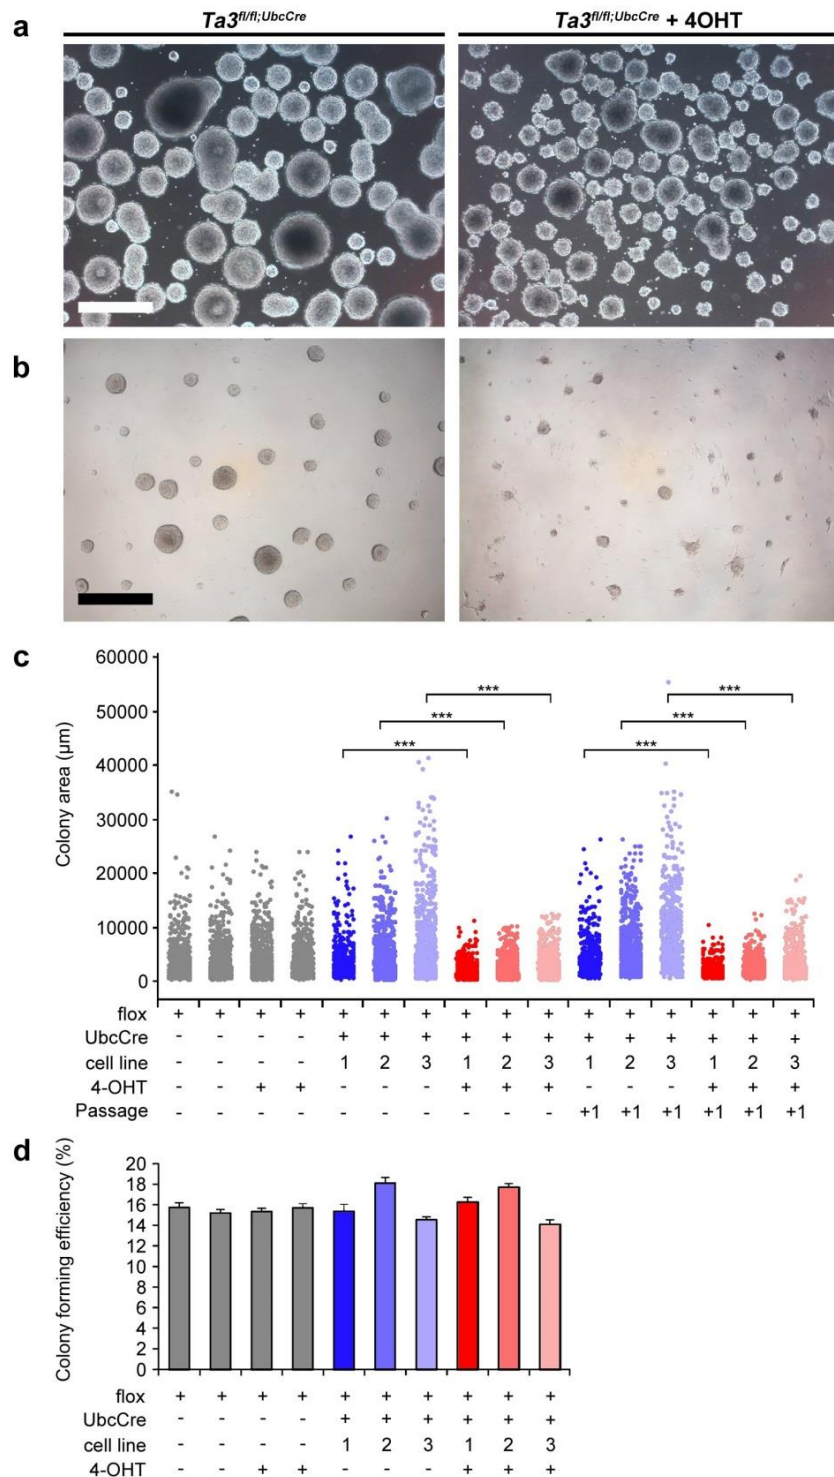 a
Ta3fl/fl;UbcCre
Ta3fl/fl;UbcCre + 4OHT
b
c
60000
50000
40000
30000
20000
10000
0
Colony area (µm)
*** *** *** *** *** ***
flox + + + + + + + + + + + + + + + +
UbcCre - - - - + + + + + + + + + + + +
cell line - - - - 1 2 3 1 2 3 1 2 3 1 2 3
4-OHT - - + + - - - + + + - - - + + +
Passage - - - - - - - - - - +1 +1 +1 +1 +1 +1
d
Colony forming efficiency (%)
20
18
16
14
12
10
8
6
4
2
0
flox + + + + + + + + + +
UbcCre - - - - + + + + + +
cell line - - - - 1 2 3 1 2 3
4-OHT - - + + - - - + + +